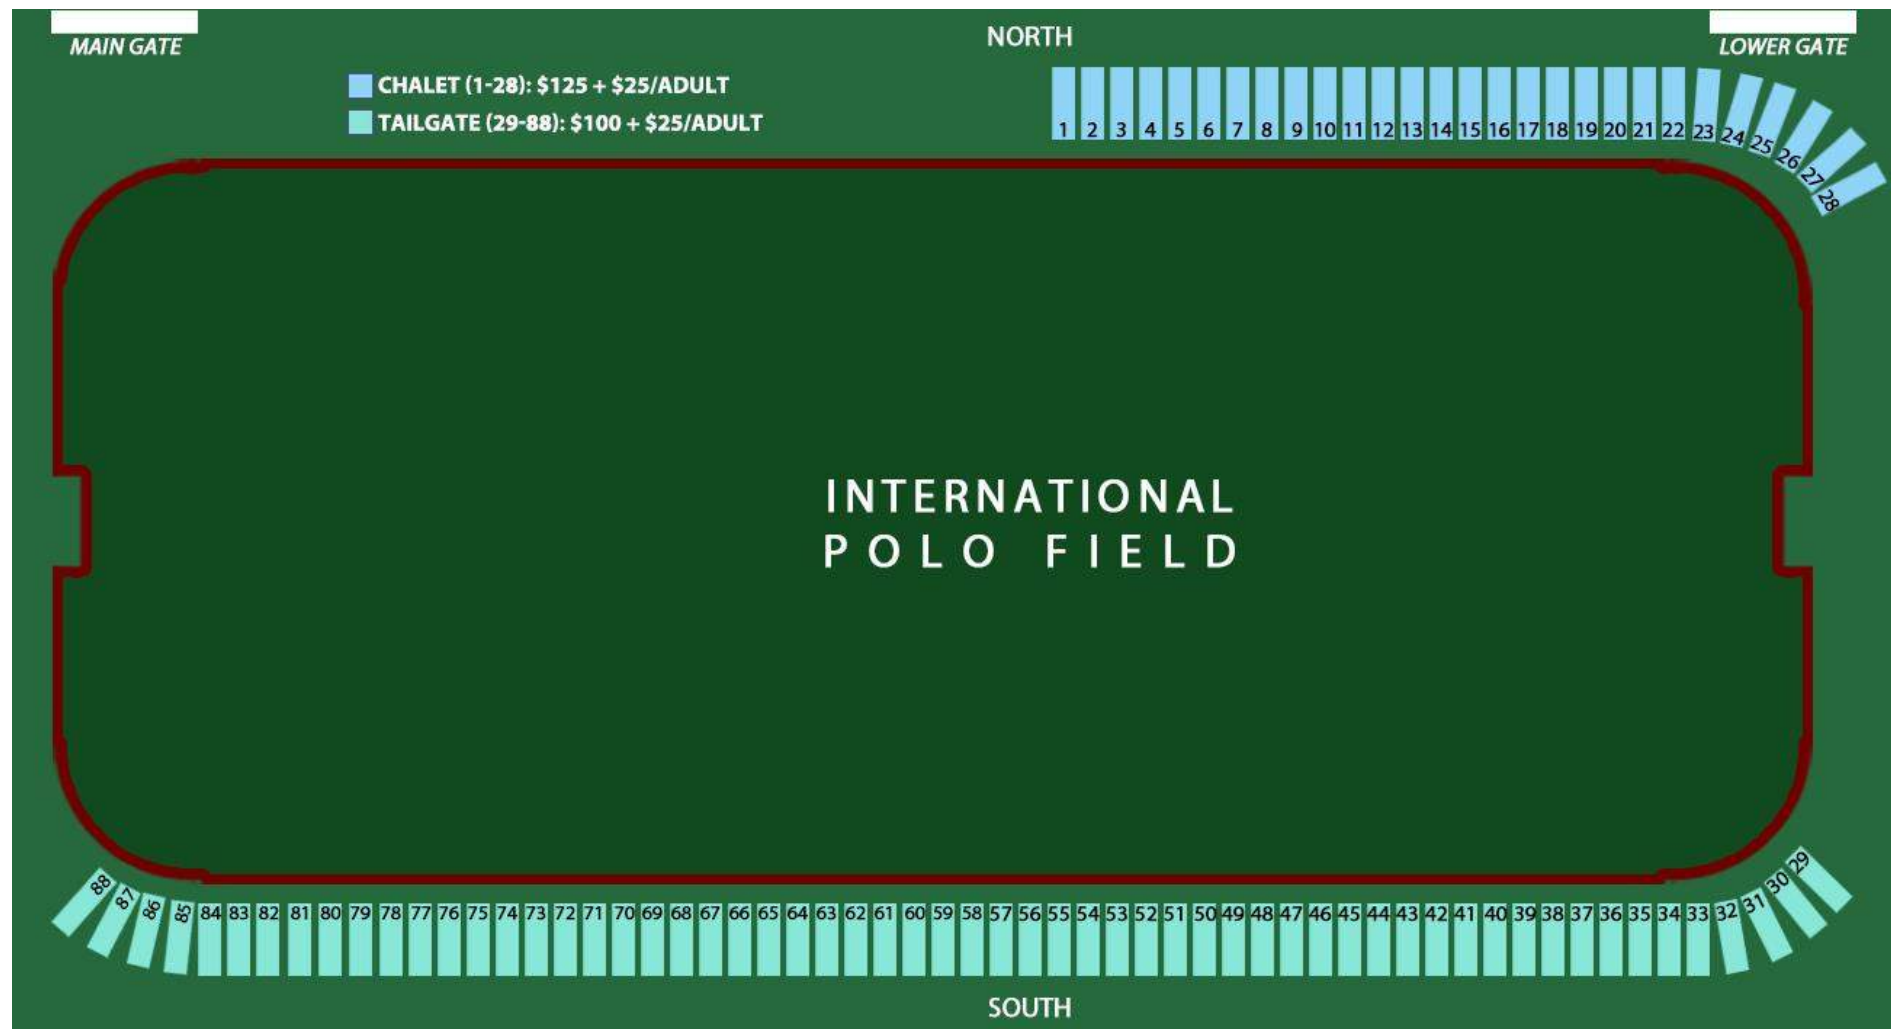 MAIN GATE
NORTH
LOWER GATE
CHALET (1-28): $125 + $25/ADULT
TAILGATE (29-88): $100 + $25/ADULT
1 2 3 4 5 6 7 8 9 10 11 12 13 14 15 16 17 18 19 20 21 22 23 24 25 26 27 28
INTERNATIONAL
POLO FIELD
88 87 86 85 84 83 82 81 80 79 78 77 76 75 74 73 72 71 70 69 68 67 66 65 64 63 62 61 60 59 58 57 56 55 54 53 52 51 50 49 48 47 46 45 44 43 42 41 40 39 38 37 36 35 34 33 32 31 30 29
SOUTH